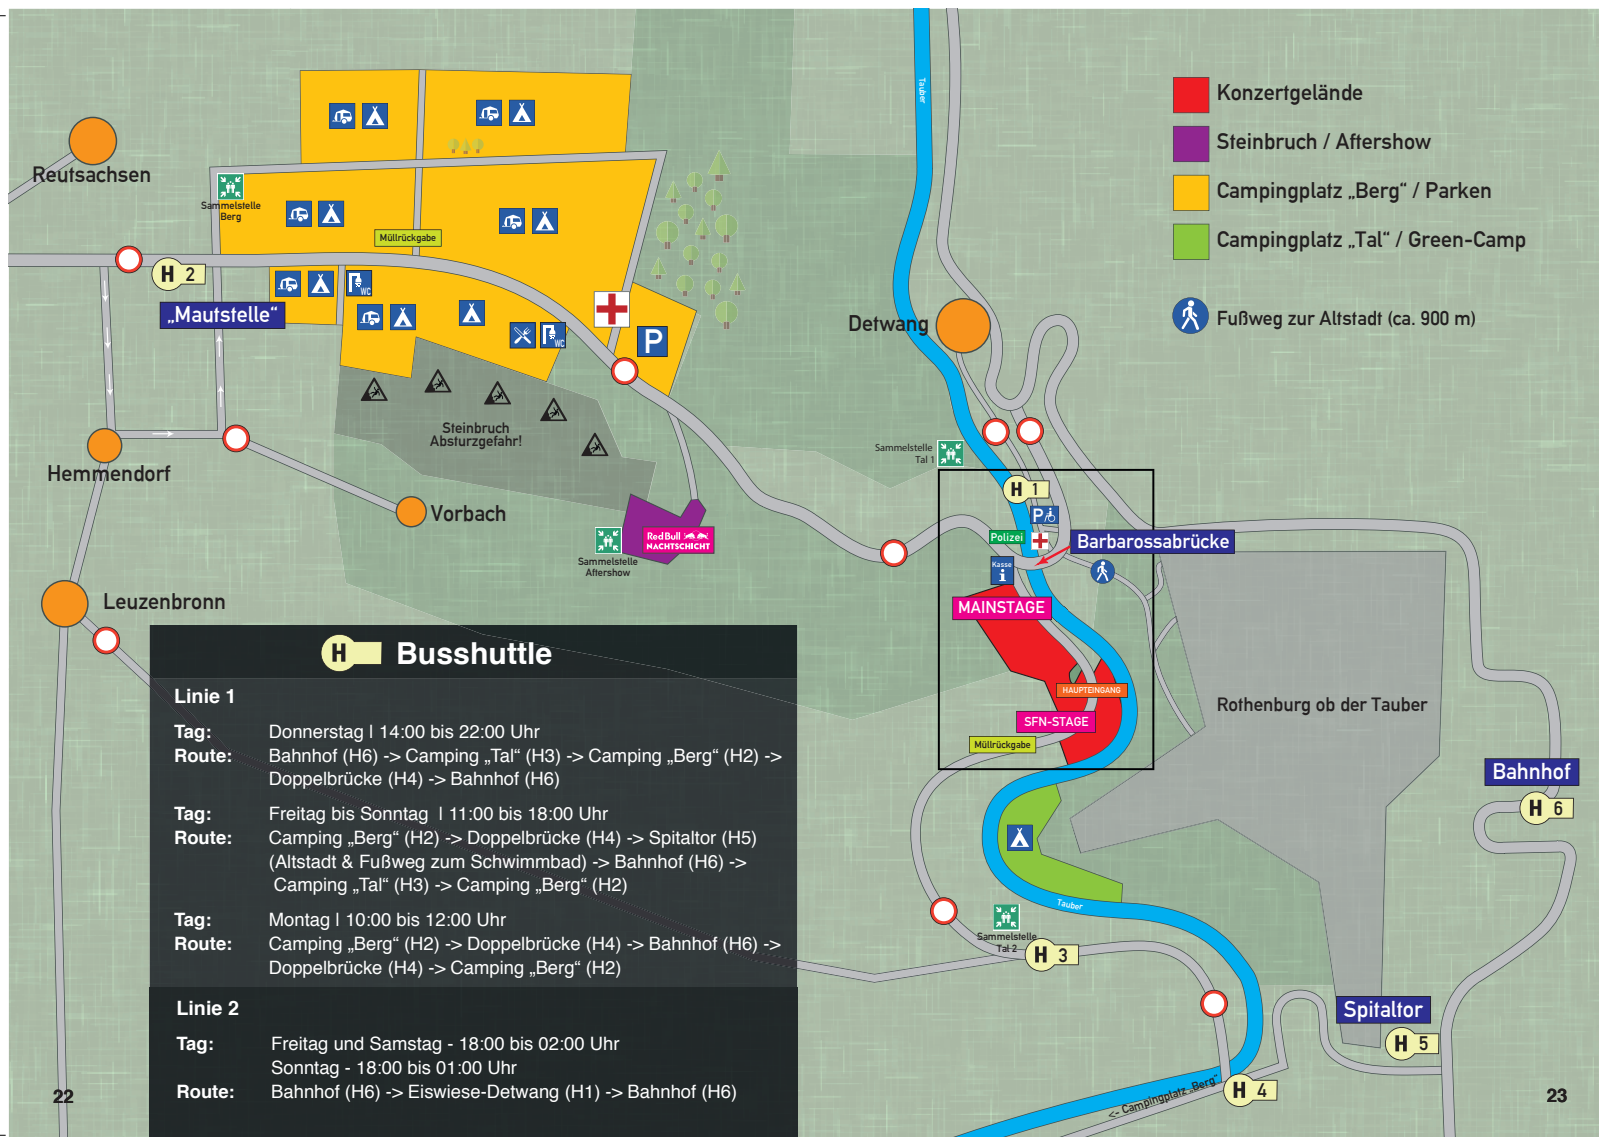 Konzertgelände
Steinbruch / Aftershow
Campingplatz „Berg“ / Parken
Campingplatz „Tal“ / Green-Camp
Fußweg zur Altstadt (ca. 900 m)
Tauber
Reutsachsen
Sammelstelle
Berg
Müllrückgabe
H 2
„Mautstelle“
WC
WC
P
Detwang
Steinbruch
Absturzgefahr!
Hemmendorf
Vorbach
Sammelstelle
Tal 1
H 1
P
Polizei
Barbarossabrücke
Kasse
i
Red Bull
NACHTSCHICHT
Sammelstelle
Aftershow
MAINSTAGE
Leuzenbronn
HAUPTEINGANG
SFN-STAGE
Müllrückgabe
Rothenburg ob der Tauber
Bahnhof
H 6
Tauber
Sammelstelle
Tal 2
H 3
Spitaltor
H 5
H 4
<- Campingplatz „Berg“
H Busshuttle
Linie 1
Tag: Donnerstag | 14:00 bis 22:00 Uhr
Route: Bahnhof (H6) -> Camping „Tal“ (H3) -> Camping „Berg“ (H2) ->
Doppelbrücke (H4) -> Bahnhof (H6)
Tag: Freitag bis Sonntag | 11:00 bis 18:00 Uhr
Route: Camping „Berg“ (H2) -> Doppelbrücke (H4) -> Spitaltor (H5)
(Altstadt & Fußweg zum Schwimmbad) -> Bahnhof (H6) ->
Camping „Tal“ (H3) -> Camping „Berg“ (H2)
Tag: Montag | 10:00 bis 12:00 Uhr
Route: Camping „Berg“ (H2) -> Doppelbrücke (H4) -> Bahnhof (H6) ->
Doppelbrücke (H4) -> Camping „Berg“ (H2)
Linie 2
Tag: Freitag und Samstag - 18:00 bis 02:00 Uhr
Sonntag - 18:00 bis 01:00 Uhr
Route: Bahnhof (H6) -> Eiswiese-Detwang (H1) -> Bahnhof (H6)
22
23